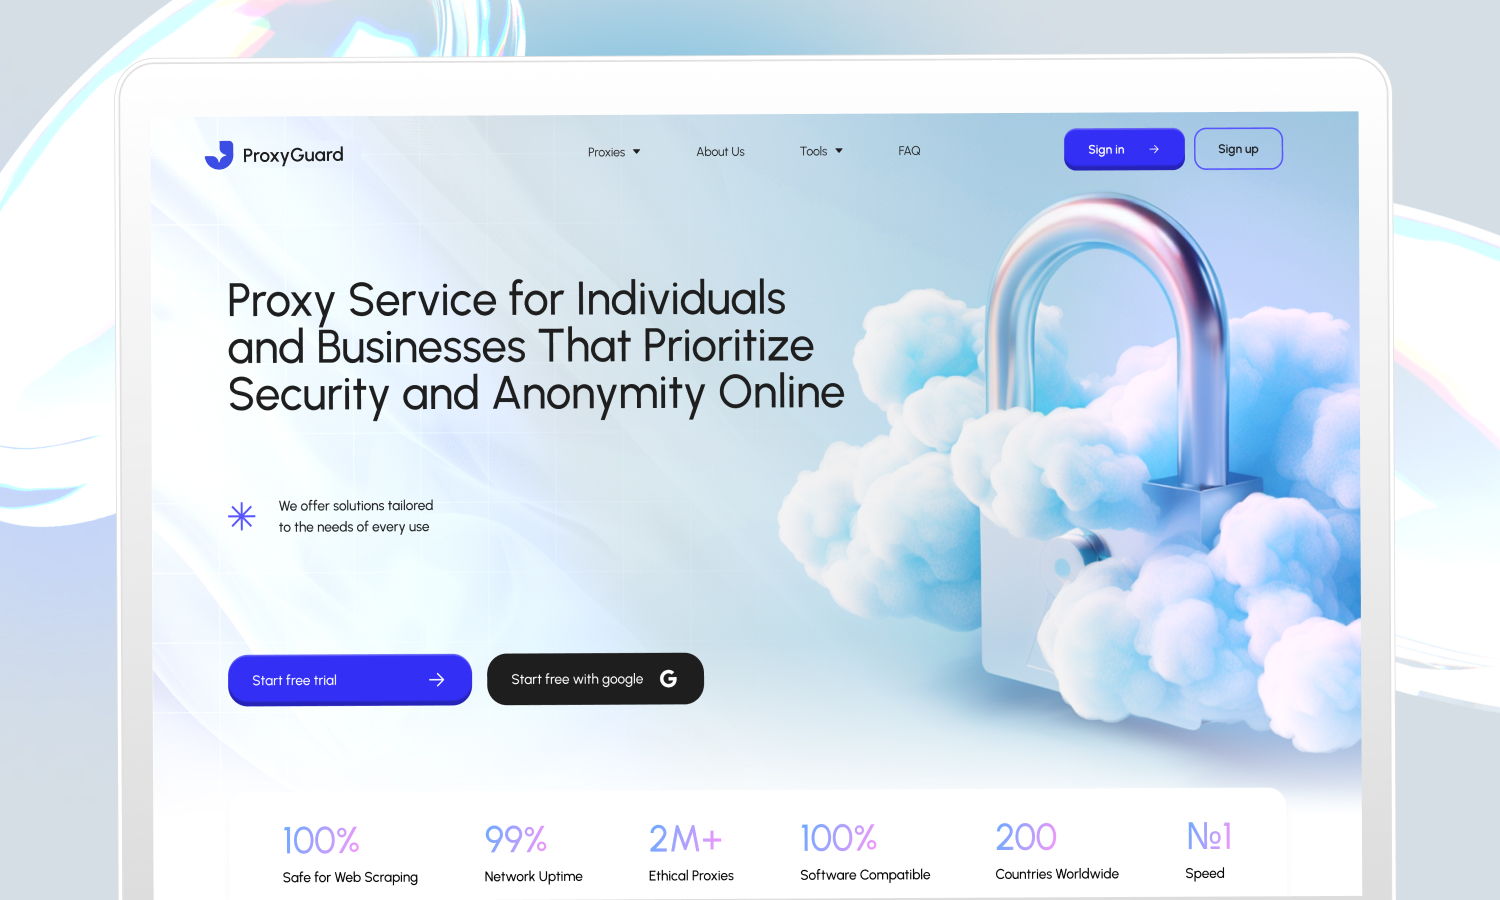 ProxyGuard
Proxies
About Us
Tools
FAQ
Sign in
Sign up
Proxy Service for Individuals
and Businesses That Prioritize
Security and Anonymity Online
We offer solutions tailored
to the needs of every use
Start free trial
Start free with google
100%
Safe for Web Scraping
99%
Network Uptime
2M+
Ethical Proxies
100%
Software Compatible
200
Countries Worldwide
№1
Speed